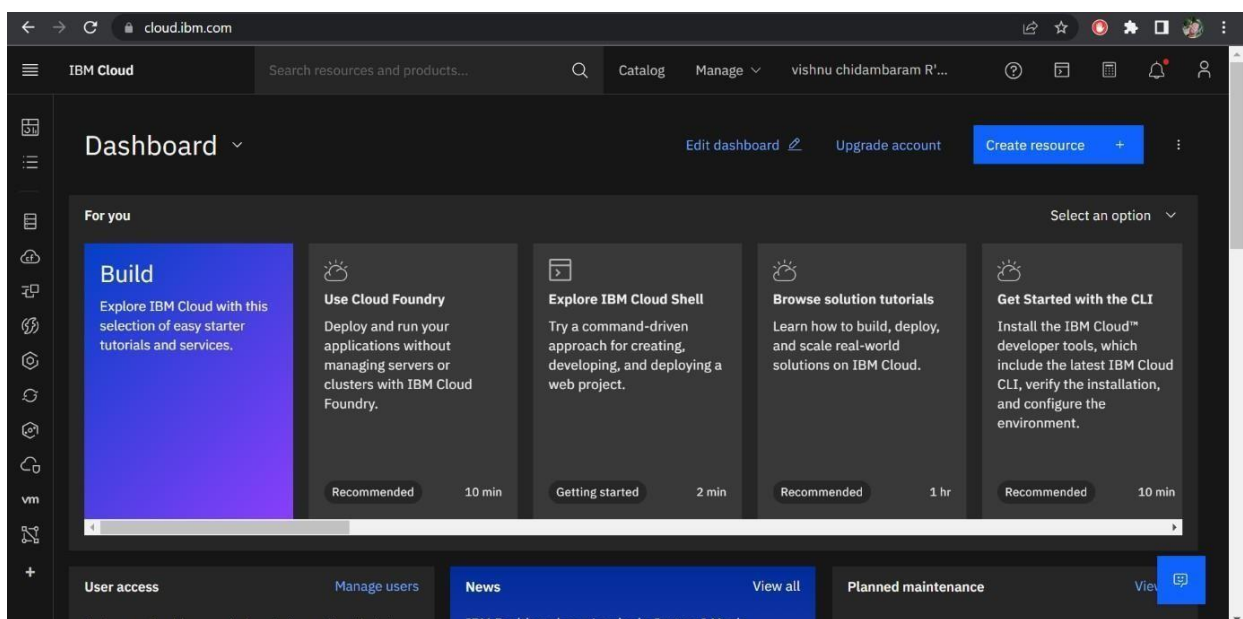 cloud.ibm.com
IBM Cloud
Search resources and products...
Catalog
Manage
vishnu chidambaram R'...
Dashboard
Edit dashboard
Upgrade account
Create resource +
For you
Select an option
Build
Explore IBM Cloud with this
selection of easy starter
tutorials and services.
Use Cloud Foundry
Deploy and run your
applications without
managing servers or
clusters with IBM Cloud
Foundry.
Recommended
10 min
Explore IBM Cloud Shell
Try a command-driven
approach for creating,
developing, and deploying a
web project.
Getting started
2 min
Browse solution tutorials
Learn how to build, deploy,
and scale real-world
solutions on IBM Cloud.
Recommended
1 hr
Get Started with the CLI
Install the IBM Cloud™
developer tools, which
include the latest IBM Cloud
CLI, verify the installation,
and configure the
environment.
Recommended
10 min
vm
User access
Manage users
News
View all
Planned maintenance